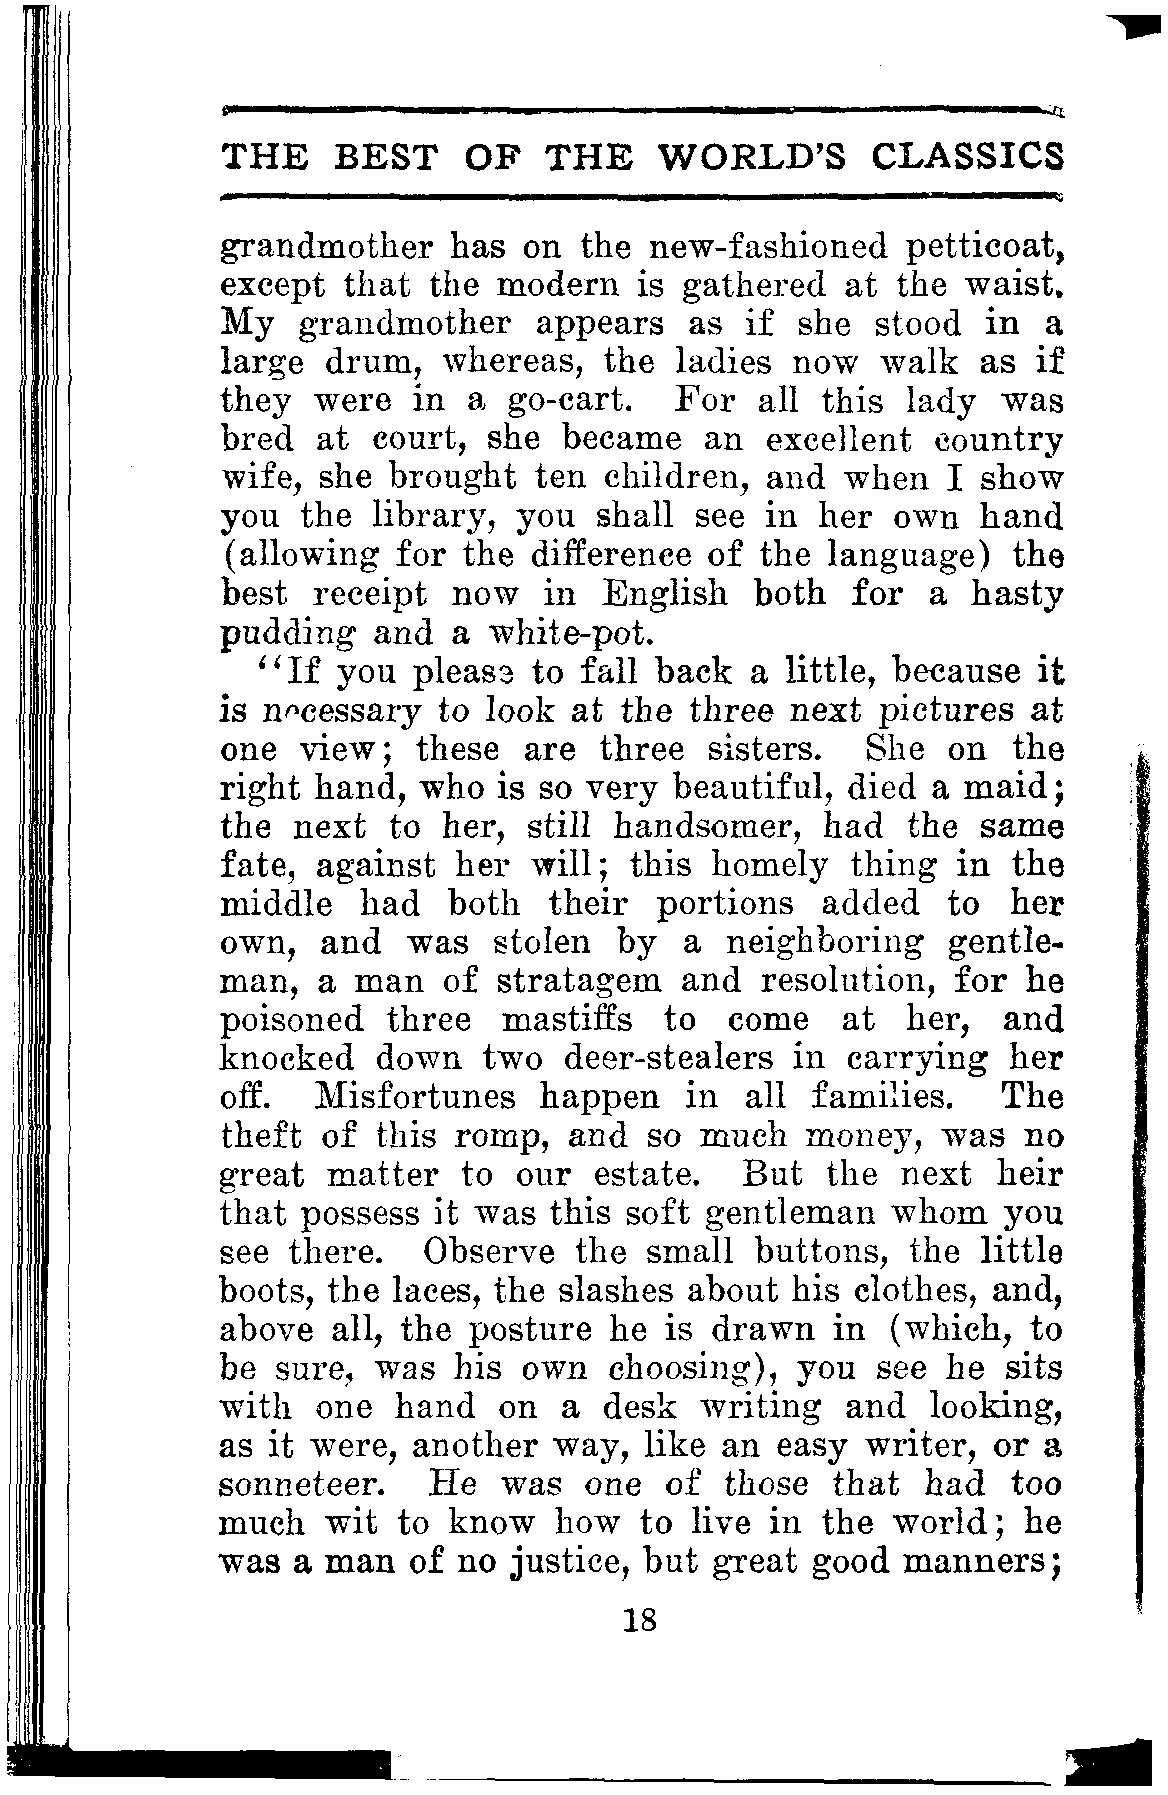 THE BEST OF THE WORLD'S CLASSICS
grandmother has on the new-fashioned petticoat,
except that the modern is gathered at the waist.
My grandmother appears as if she stood in a
large drum, whereas, the ladies now walk as if
they were in a go-cart. For all this lady was
bred at court, she became an excellent country
wife, she brought ten children, and when I show
you the library, you shall see in her own hand
(allowing for the difference of the language) the
best receipt now in English both for a hasty
pudding and a white-pot.
"If you please to fall back a little, because it
is necessary to look at the three next pictures at
one view; these are three sisters. She on the
right hand, who is so very beautiful, died a maid;
the next to her, still handsomer, had the same
fate, against her will; this homely thing in the
middle had both their portions added to her
own, and was stolen by a neighboring gentle-
man, a man of stratagem and resolution, for he
poisoned three mastiffs to come at her, and
knocked down two deer-stealers in carrying her
off. Misfortunes happen in all families. The
theft of this romp, and so much money, was no
great matter to our estate. But the next heir
that possess it was this soft gentleman whom you
see there. Observe the small buttons, the little
boots, the laces, the slashes about his clothes, and,
above all, the posture he is drawn in (which, to
be sure, was his own choosing), you see he sits
with one hand on a desk writing and looking,
as it were, another way, like an easy writer, or a
sonneteer. He was one of those that had too
much wit to know how to live in the world; he
was a man of no justice, but great good manners;
18